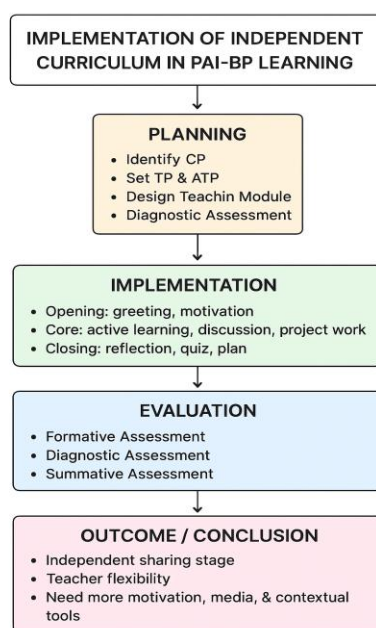 IMPLEMENTATION OF INDEPENDENT
CURRICULUM IN PAI-BP LEARNING
PLANNING
• Identify CP
• Set TP & ATP
• Design Teachin Module
• Diagnostic Assessment
IMPLEMENTATION
• Opening: greeting, motivation
• Core: active learning, discussion, project work
• Closing: reflection, quiz, plan
EVALUATION
• Formative Assessment
• Diagnostic Assessment
• Summative Assessment
OUTCOME / CONCLUSION
• Independent sharing stage
• Teacher flexibility
• Need more motivation, media, & contextual
tools